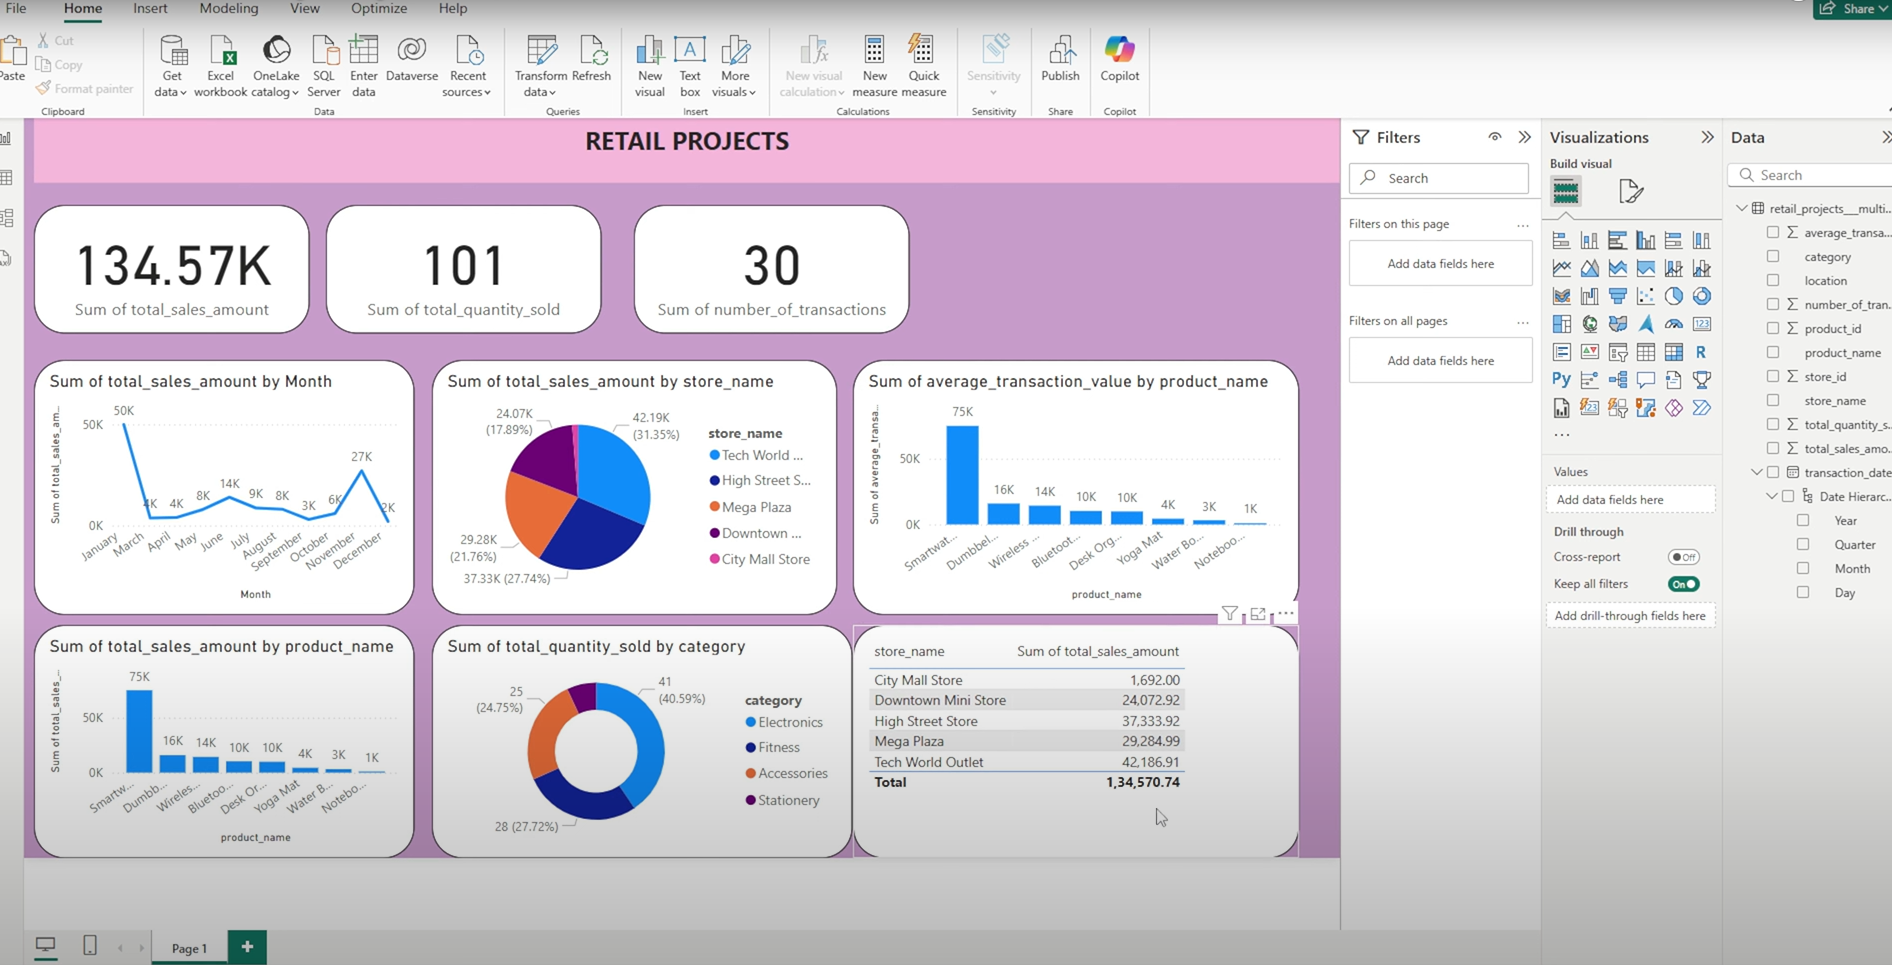 File Home Insert Modeling View Optimize Help
Share
Paste
Cut
Copy
Format painter
Clipboard
Get data
Excel workbook
OneLake catalog
SQL Server
Enter data
Dataverse
Recent sources
Data
Transform data
Refresh
Queries
New visual
Text box
More visuals
Insert
New visual calculation
New measure
Quick measure
Calculations
Sensitivity
Sensitivity
Publish
Share
Copilot
Copilot
RETAIL PROJECTS
134.57K
Sum of total_sales_amount
101
Sum of total_quantity_sold
30
Sum of number_of_transactions
Sum of total_sales_amount by Month
Sum of total_sales_am...
50K
0K
50K
4K
4K
8K
14K
9K
8K
3K
6K
27K
2K
January
March
April
May
June
July
August
September
October
November
December
Month
Sum of total_sales_amount by store_name
24.07K
(17.89%)
42.19K
(31.35%)
29.28K
(21.76%)
37.33K (27.74%)
store_name
Tech World ...
High Street S...
Mega Plaza
Downtown ...
City Mall Store
Sum of average_transaction_value by product_name
Sum of average_transa...
50K
0K
75K
16K
14K
10K
10K
4K
3K
1K
Smartwat...
Dumbbel...
Wireless ...
Bluetoot...
Desk Org...
Yoga Mat
Water Bo...
Noteboo...
product_name
Sum of total_sales_amount by product_name
Sum of total_sales_...
50K
0K
75K
16K
14K
10K
10K
4K
3K
1K
Smartw...
Dumbb...
Wireles...
Bluetoo...
Desk Or...
Yoga Mat
Water B...
Notebo...
product_name
Sum of total_quantity_sold by category
25
(24.75%)
41
(40.59%)
28 (27.72%)
category
Electronics
Fitness
Accessories
Stationery
store_name Sum of total_sales_amount
City Mall Store 1,692.00
Downtown Mini Store 24,072.92
High Street Store 37,333.92
Mega Plaza 29,284.99
Tech World Outlet 42,186.91
Total 1,34,570.74
Filters
Search
Filters on this page ...
Add data fields here
Filters on all pages ...
Add data fields here
Visualizations
Build visual
123
R
Py
123
...
Values
Add data fields here
Drill through
Cross-report Off
Keep all filters On
Add drill-through fields here
Data
Search
retail_projects___multi...
average_transa...
category
location
number_of_tran...
product_id
product_name
store_id
store_name
total_quantity_s...
total_sales_amo...
transaction_date
Date Hierarc...
Year
Quarter
Month
Day
Page 1